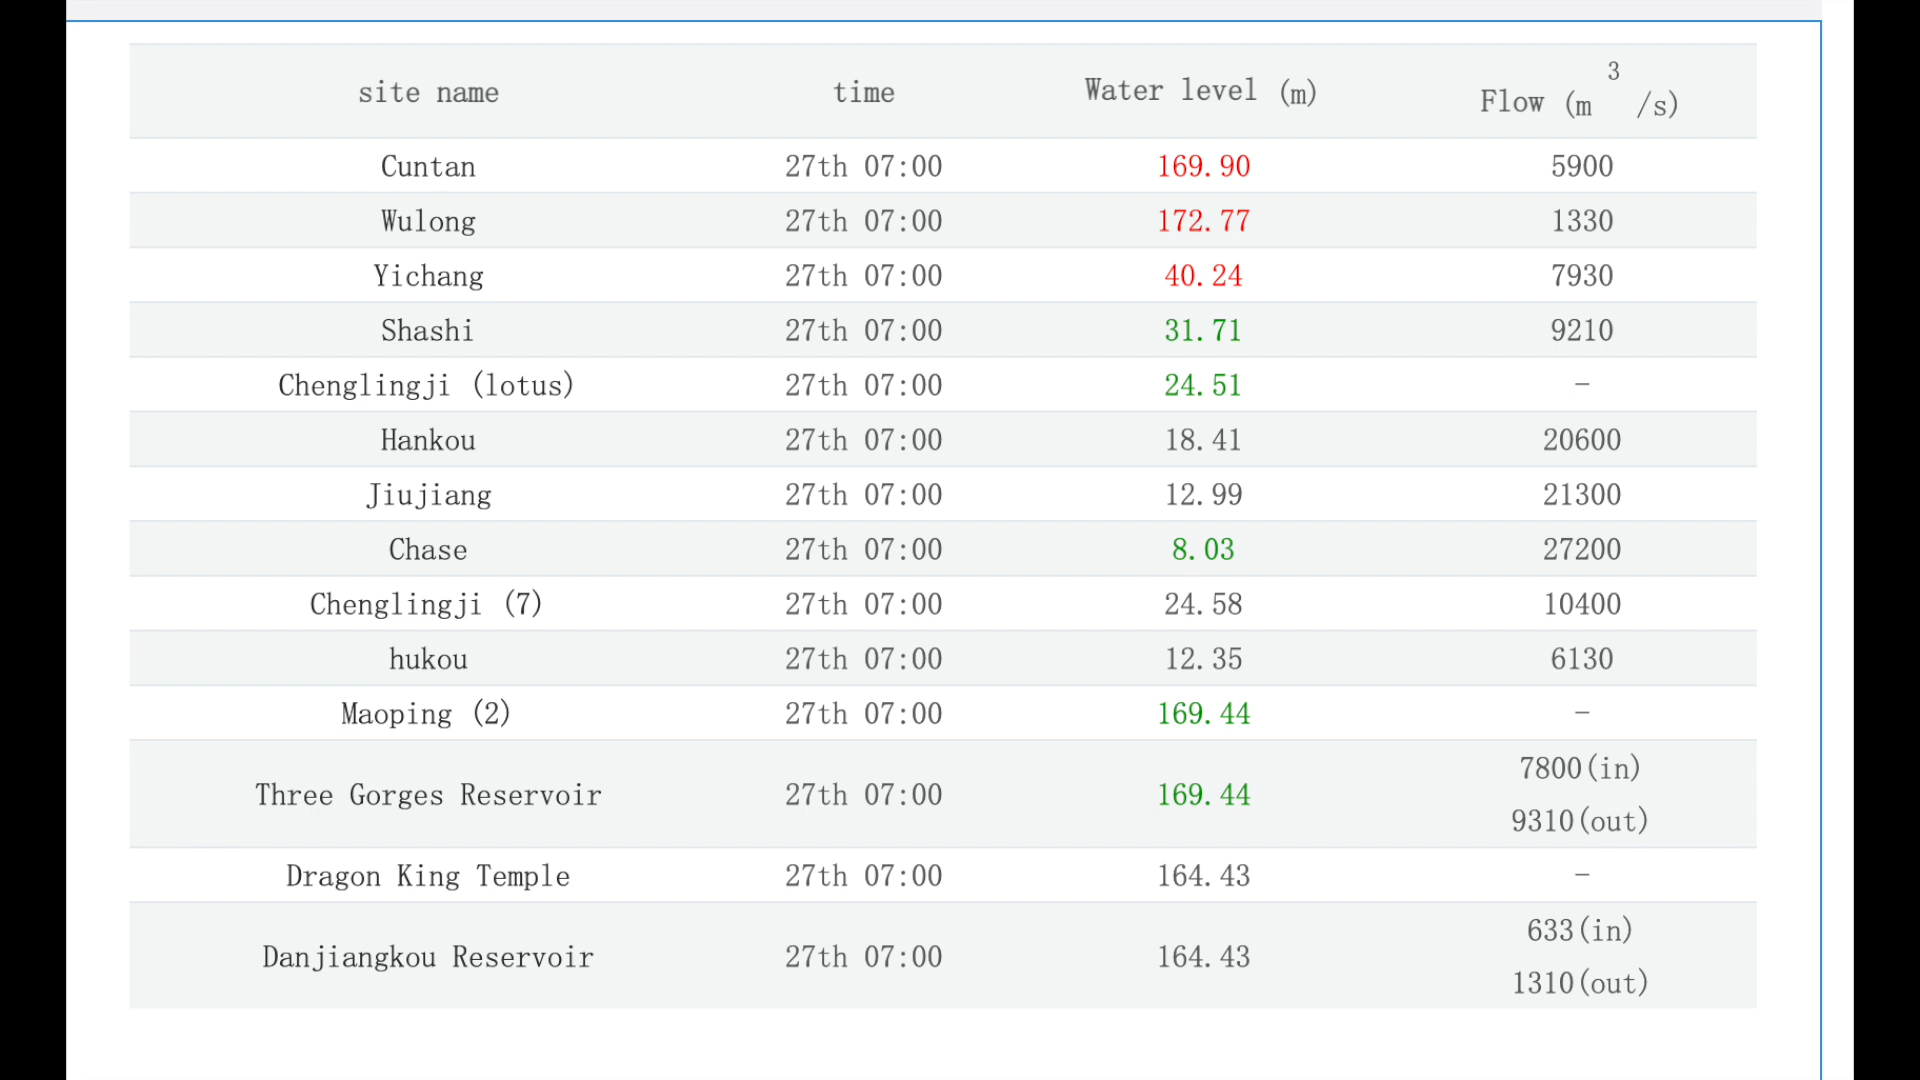 site name time Water level (m) Flow (m³/s)
Cuntan 27th 07:00 169.90 5900
Wulong 27th 07:00 172.77 1330
Yichang 27th 07:00 40.24 7930
Shashi 27th 07:00 31.71 9210
Chenglingji (lotus) 27th 07:00 24.51 -
Hankou 27th 07:00 18.41 20600
Jiujiang 27th 07:00 12.99 21300
Chase 27th 07:00 8.03 27200
Chenglingji (7) 27th 07:00 24.58 10400
hukou 27th 07:00 12.35 6130
Maoping (2) 27th 07:00 169.44 -
Three Gorges Reservoir 27th 07:00 169.44 7800(in)
9310(out)
Dragon King Temple 27th 07:00 164.43 -
Danjiangkou Reservoir 27th 07:00 164.43 633(in)
1310(out)